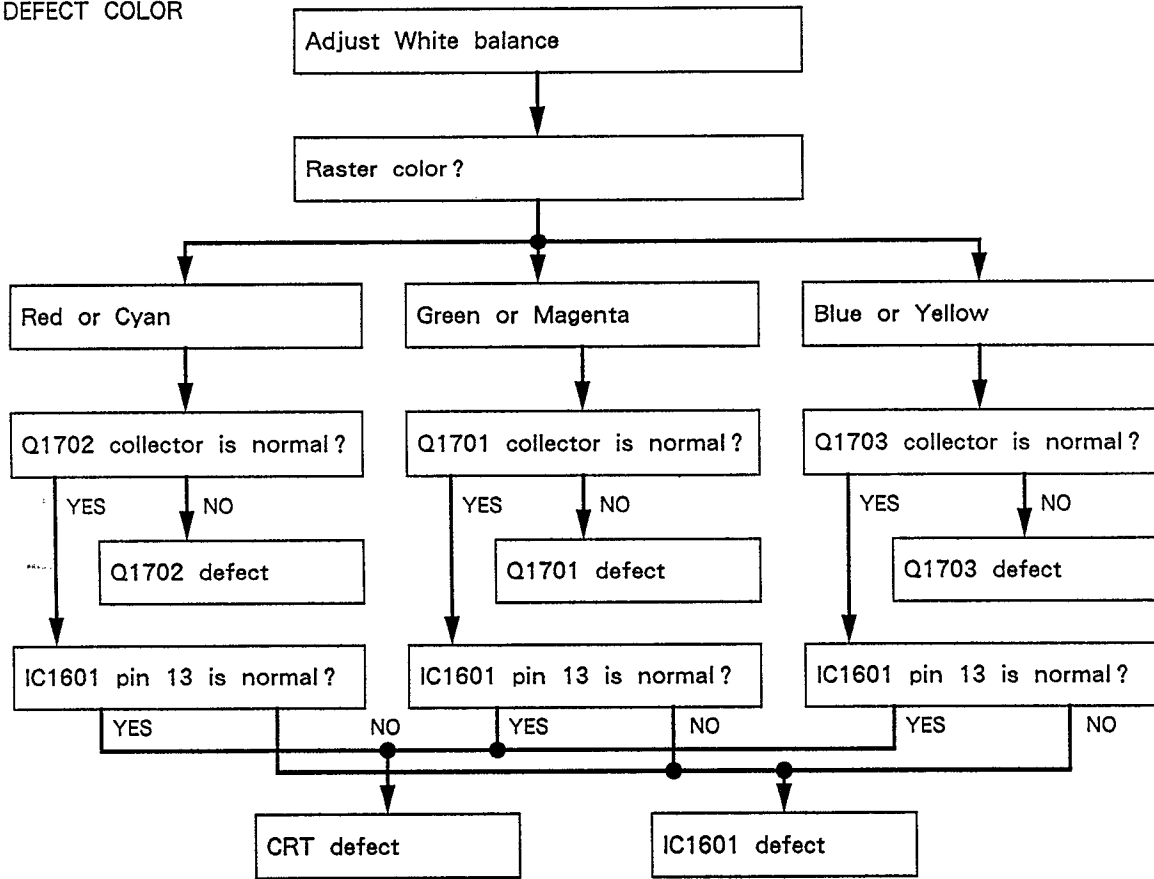 DEFECT COLOR
Adjust White balance
Raster color?
Red or Cyan
Green or Magenta
Blue or Yellow
Q1702 collector is normal?
Q1701 collector is normal?
Q1703 collector is normal?
YES
NO
YES
NO
YES
NO
Q1702 defect
Q1701 defect
Q1703 defect
IC1601 pin 13 is normal?
IC1601 pin 13 is normal?
IC1601 pin 13 is normal?
YES
NO
YES
NO
YES
NO
CRT defect
IC1601 defect